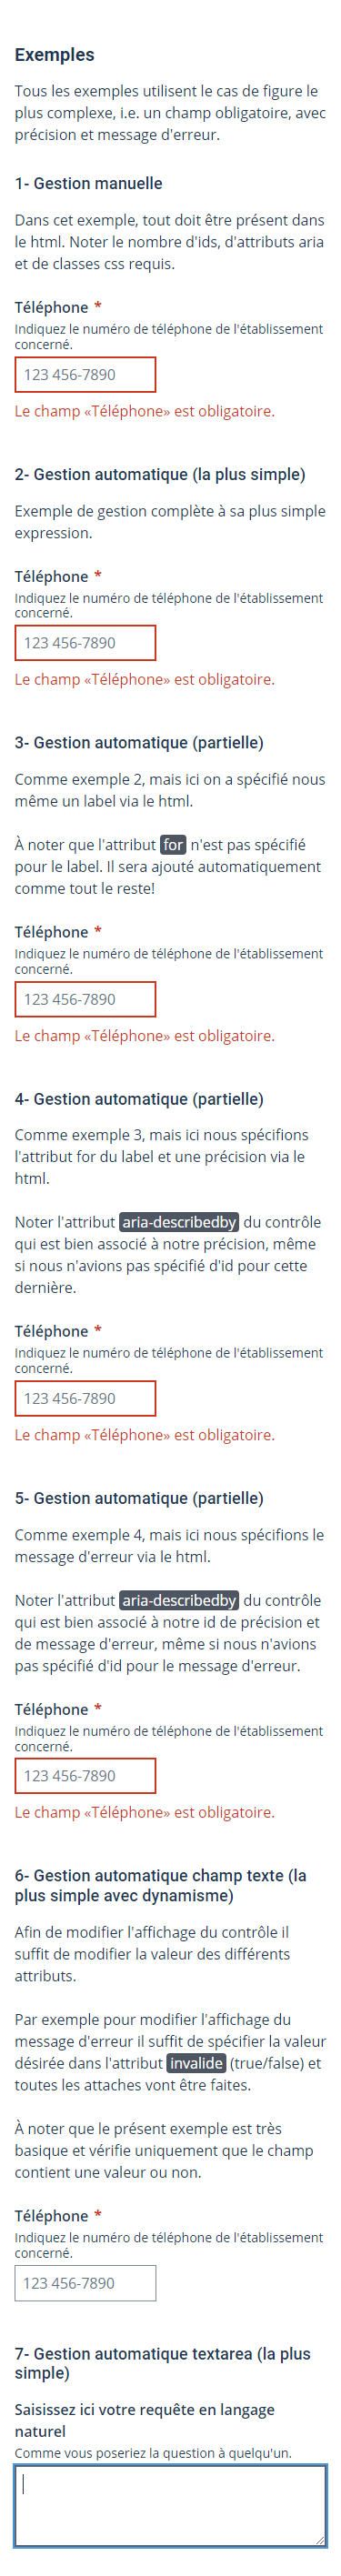 Exemples
Tous les exemples utilisent le cas de figure le
plus complexe, i.e. un champ obligatoire, avec
précision et message d'erreur.
1- Gestion manuelle
Dans cet exemple, tout doit être présent dans
le html. Noter le nombre d'ids, d'attributs aria
et de classes css requis.
Téléphone *
Indiquez le numéro de téléphone de l'établissement
concerné.
123 456-7890
Le champ «Téléphone» est obligatoire.
2- Gestion automatique (la plus simple)
Exemple de gestion complète à sa plus simple
expression.
Téléphone *
Indiquez le numéro de téléphone de l'établissement
concerné.
123 456-7890
Le champ «Téléphone» est obligatoire.
3- Gestion automatique (partielle)
Comme exemple 2, mais ici on a spécifié nous
même un label via le html.
À noter que l'attribut for n'est pas spécifié
pour le label. Il sera ajouté automatiquement
comme tout le reste!
Téléphone *
Indiquez le numéro de téléphone de l'établissement
concerné.
123 456-7890
Le champ «Téléphone» est obligatoire.
4- Gestion automatique (partielle)
Comme exemple 3, mais ici nous spécifions
l'attribut for du label et une précision via le
html.
Noter l'attribut aria-describedby du contrôle
qui est bien associé à notre précision, même
si nous n'avions pas spécifié d'id pour cette
dernière.
Téléphone *
Indiquez le numéro de téléphone de l'établissement
concerné.
123 456-7890
Le champ «Téléphone» est obligatoire.
5- Gestion automatique (partielle)
Comme exemple 4, mais ici nous spécifions le
message d'erreur via le html.
Noter l'attribut aria-describedby du contrôle
qui est bien associé à notre id de précision et
de message d'erreur, même si nous n'avions
pas spécifié d'id pour le message d'erreur.
Téléphone *
Indiquez le numéro de téléphone de l'établissement
concerné.
123 456-7890
Le champ «Téléphone» est obligatoire.
6- Gestion automatique champ texte (la
plus simple avec dynamisme)
Afin de modifier l'affichage du contrôle il
suffit de modifier la valeur des différents
attributs.
Par exemple pour modifier l'affichage du
message d'erreur il suffit de spécifier la valeur
désirée dans l'attribut invalide (true/false) et
toutes les attaches vont être faites.
À noter que le présent exemple est très
basique et vérifie uniquement que le champ
contient une valeur ou non.
Téléphone *
Indiquez le numéro de téléphone de l'établissement
concerné.
123 456-7890
7- Gestion automatique textarea (la plus
simple)
Saisissez ici votre requête en langage
naturel
Comme vous poseriez la question à quelqu'un.